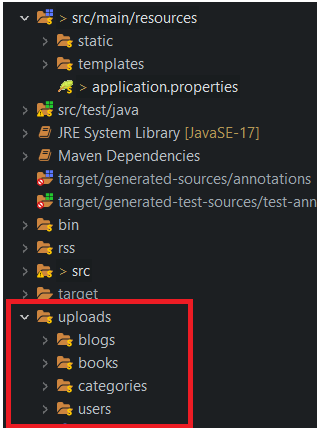 > src/main/resources
static
templates
> application.properties
src/test/java
JRE System Library [JavaSE-17]
Maven Dependencies
target/generated-sources/annotations
target/generated-test-sources/test-ann
bin
rss
> src
target
uploads
blogs
books
categories
users